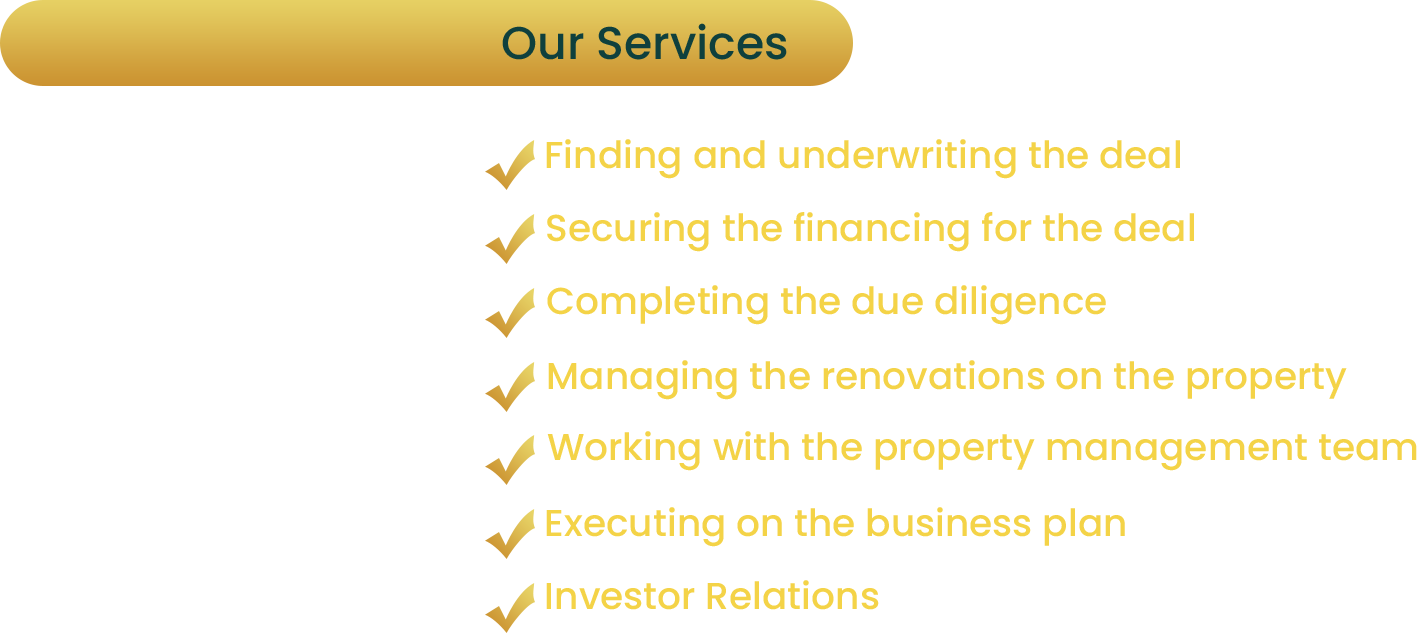 Our Services
Finding and underwriting the deal
Securing the financing for the deal
Completing the due diligence
Managing the renovations on the property
Working with the property management team
Executing on the business plan
Investor Relations